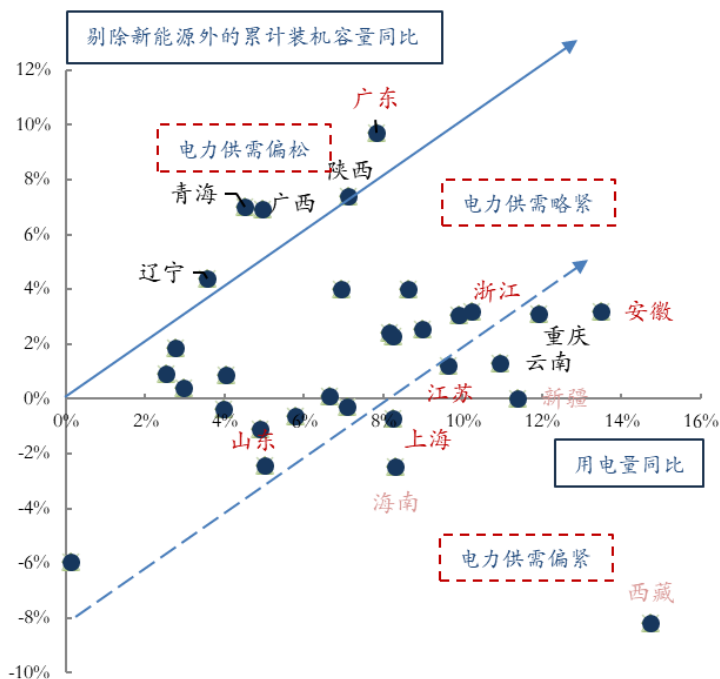 剔除新能源外的累计装机容量同比
12%
10%
8%
6%
4%
2%
0%
-2%
-4%
-6%
-8%
-10%
0%
2%
4%
6%
8%
10%
12%
14%
16%
广东
电力供需偏松
陕西
青海
广西
电力供需略紧
辽宁
浙江
安徽
重庆
云南
江苏
新疆
山东
上海
用电量同比
海南
电力供需偏紧
西藏